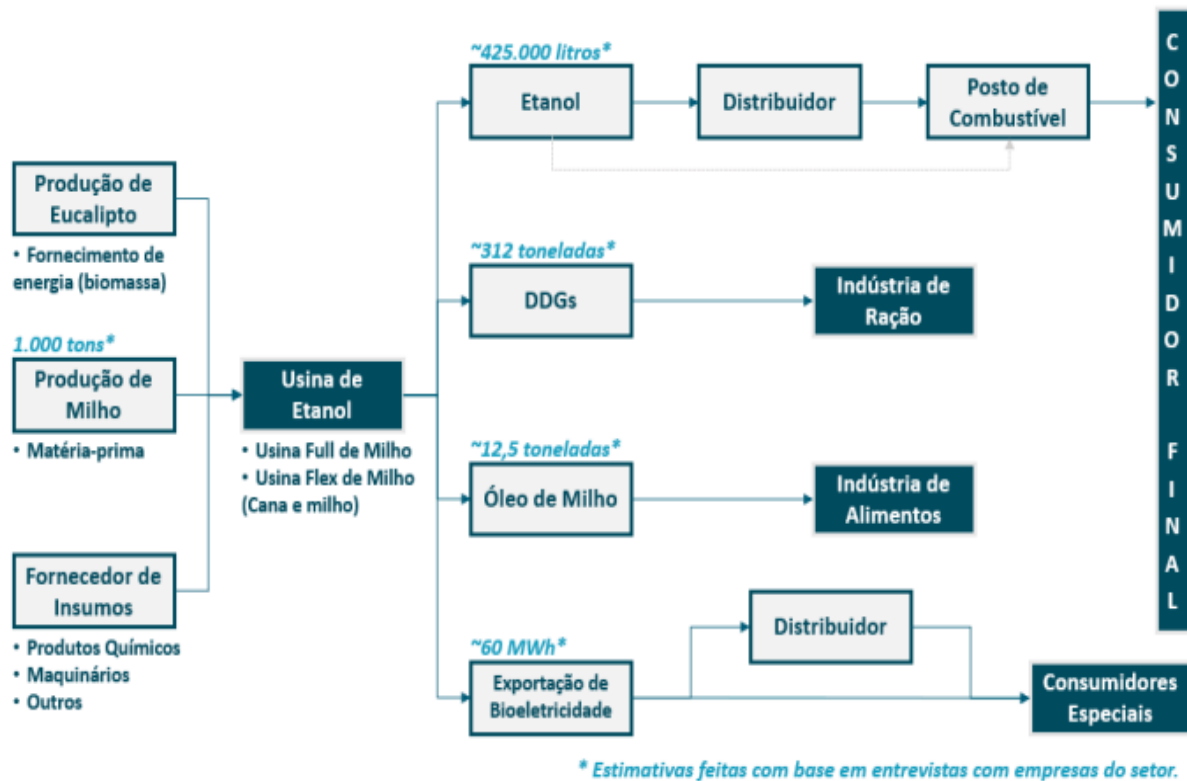 ~425.000 litros*
Etanol
Distribuidor
Posto de
Combustível
CONSUMIDOR FINAL
Produção de
Eucalipto
• Fornecimento de
energia (biomassa)
~312 toneladas*
DDGs
Indústria de
Ração
1.000 tons*
Produção de
Milho
• Matéria-prima
Usina de
Etanol
• Usina Full de Milho
• Usina Flex de Milho
(Cana e milho)
~12,5 toneladas*
Óleo de Milho
Indústria de
Alimentos
Fornecedor de
Insumos
• Produtos Químicos
• Maquinários
• Outros
~60 MWh*
Exportação de
Bioeletricidade
Distribuidor
Consumidores
Especiais
* Estimativas feitas com base em entrevistas com empresas do setor.